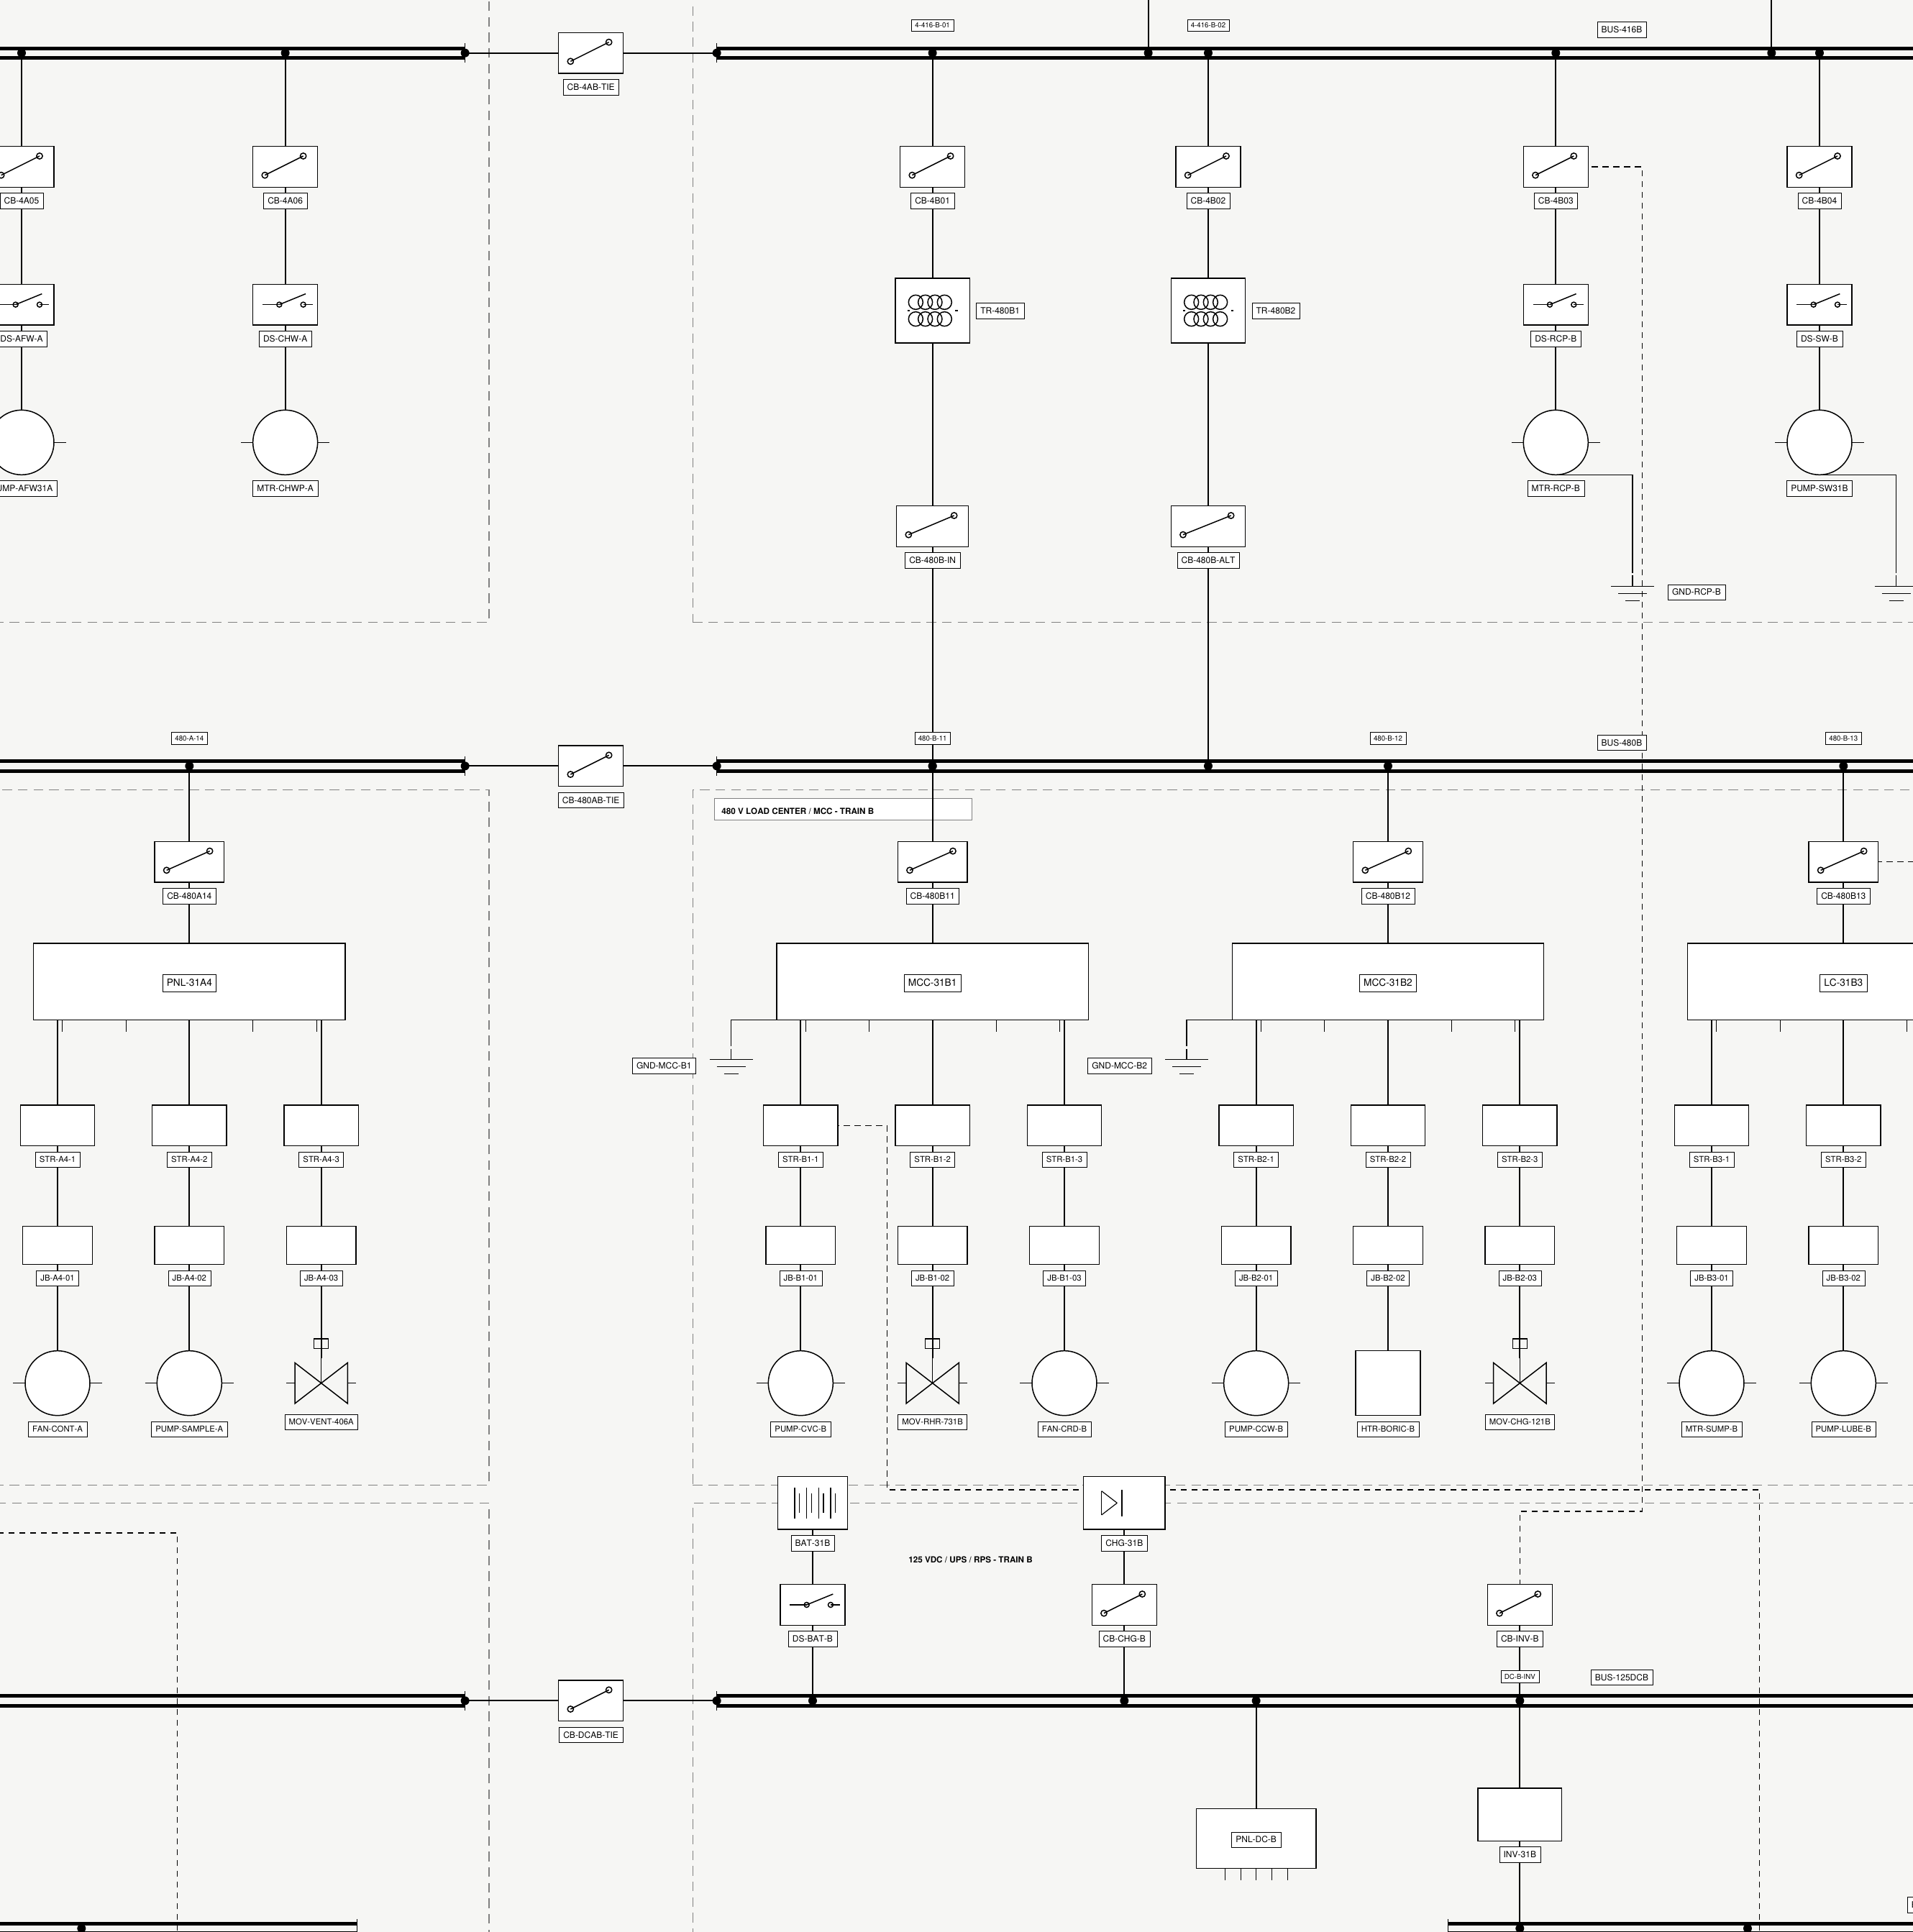 4-416-B-01
4-416-B-02
BUS-416B
CB-4AB-TIE
CB-4A05
CB-4A06
CB-4B01
CB-4B02
CB-4B03
CB-4B04
TR-480B1
TR-480B2
DS-AFW-A
DS-CHW-A
DS-RCP-B
DS-SW-B
UMP-AFW31A
MTR-CHWP-A
MTR-RCP-B
PUMP-SW31B
CB-480B-IN
CB-480B-ALT
GND-RCP-B
480-A-14
480-B-11
480-B-12
BUS-480B
480-B-13
CB-480AB-TIE
480 V LOAD CENTER / MCC - TRAIN B
CB-480A14
CB-480B11
CB-480B12
CB-480B13
PNL-31A4
MCC-31B1
MCC-31B2
LC-31B3
GND-MCC-B1
GND-MCC-B2
STR-A4-1
STR-A4-2
STR-A4-3
STR-B1-1
STR-B1-2
STR-B1-3
STR-B2-1
STR-B2-2
STR-B2-3
STR-B3-1
STR-B3-2
JB-A4-01
JB-A4-02
JB-A4-03
JB-B1-01
JB-B1-02
JB-B1-03
JB-B2-01
JB-B2-02
JB-B2-03
JB-B3-01
JB-B3-02
FAN-CONT-A
PUMP-SAMPLE-A
MOV-VENT-406A
PUMP-CVC-B
MOV-RHR-731B
FAN-CRD-B
PUMP-CCW-B
HTR-BORIC-B
MOV-CHG-121B
MTR-SUMP-B
PUMP-LUBE-B
BAT-31B
CHG-31B
125 VDC / UPS / RPS - TRAIN B
DS-BAT-B
CB-CHG-B
CB-INV-B
DC-B-INV
BUS-125DCB
CB-DCAB-TIE
PNL-DC-B
INV-31B